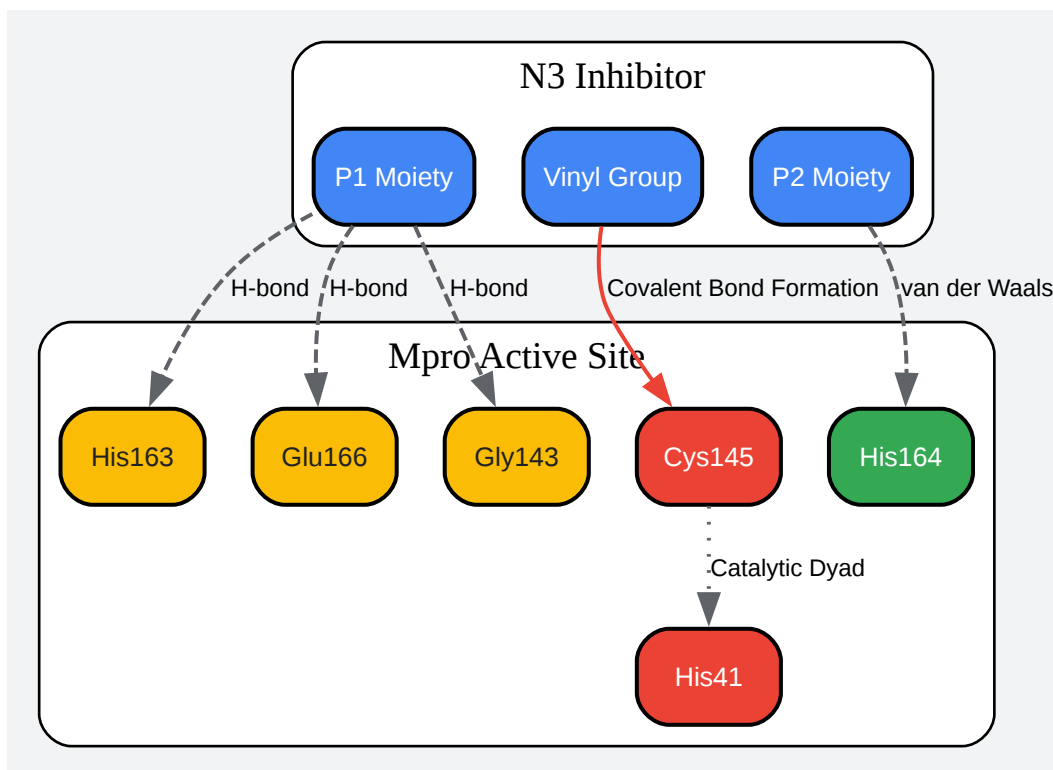 N3 Inhibitor
P1 Moiety
Vinyl Group
P2 Moiety
H-bond
H-bond
H-bond
Covalent Bond Formation
van der Waals
Mpro Active Site
His163
Glu166
Gly143
Cys145
His164
Catalytic Dyad
His41